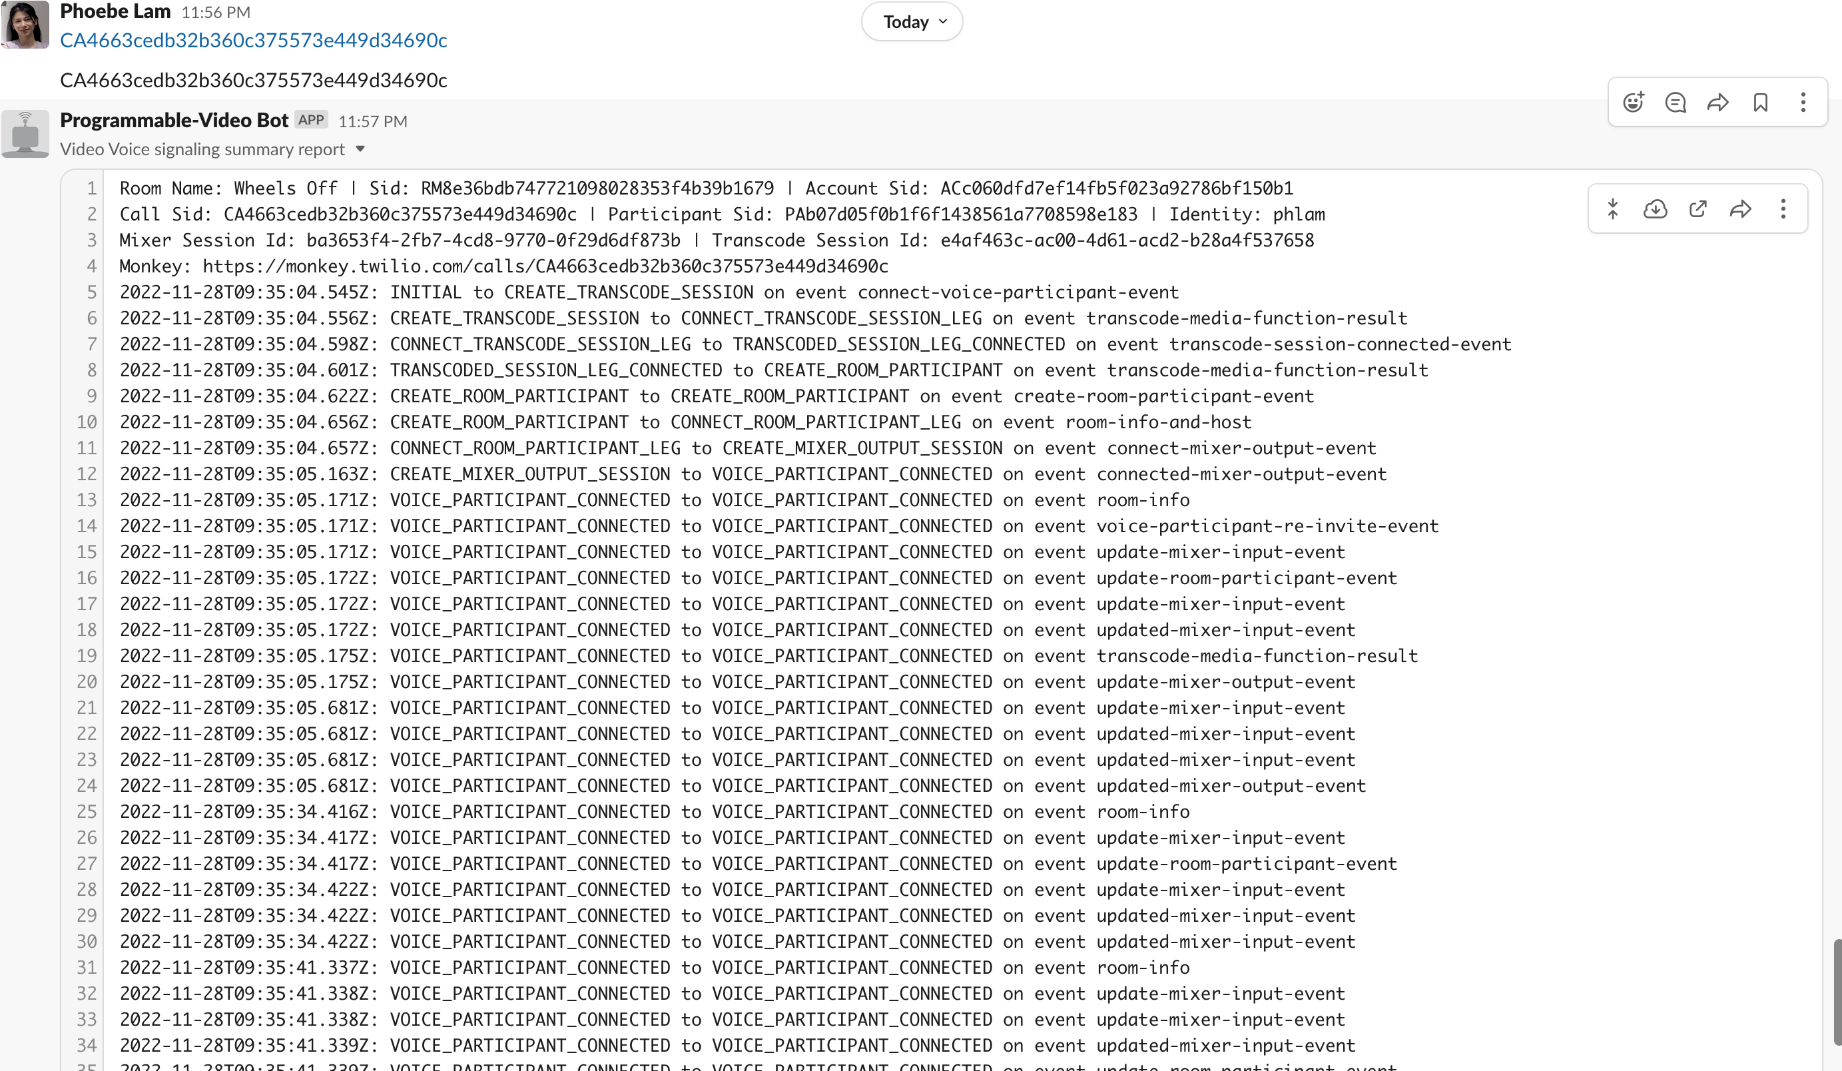 Phoebe Lam 11:56 PM
Today
CA4663cedb32b360c375573e449d34690c
CA4663cedb32b360c375573e449d34690c
Programmable-Video Bot APP 11:57 PM
Video Voice signaling summary report
1 Room Name: Wheels Off | Sid: RM8e36bdb747721098028353f4b39b1679 | Account Sid: ACc060dfd7ef14fb5f023a92786bf150b1
2 Call Sid: CA4663cedb32b360c375573e449d34690c | Participant Sid: PAb07d05f0b1f6f1438561a7708598e183 | Identity: phlam
3 Mixer Session Id: ba3653f4-2fb7-4cd8-9770-0f29d6df873b | Transcode Session Id: e4af463c-ac00-4d61-acd2-b28a4f537658
4 Monkey: https://monkey.twilio.com/calls/CA4663cedb32b360c375573e449d34690c
5 2022-11-28T09:35:04.545Z: INITIAL to CREATE_TRANSCODE_SESSION on event connect-voice-participant-event
6 2022-11-28T09:35:04.556Z: CREATE_TRANSCODE_SESSION to CONNECT_TRANSCODE_SESSION_LEG on event transcode-media-function-result
7 2022-11-28T09:35:04.598Z: CONNECT_TRANSCODE_SESSION_LEG to TRANSCODED_SESSION_LEG_CONNECTED on event transcode-session-connected-event
8 2022-11-28T09:35:04.601Z: TRANSCODED_SESSION_LEG_CONNECTED to CREATE_ROOM_PARTICIPANT on event transcode-media-function-result
9 2022-11-28T09:35:04.622Z: CREATE_ROOM_PARTICIPANT to CREATE_ROOM_PARTICIPANT on event create-room-participant-event
10 2022-11-28T09:35:04.656Z: CREATE_ROOM_PARTICIPANT to CONNECT_ROOM_PARTICIPANT_LEG on event room-info-and-host
11 2022-11-28T09:35:04.657Z: CONNECT_ROOM_PARTICIPANT_LEG to CREATE_MIXER_OUTPUT_SESSION on event connect-mixer-output-event
12 2022-11-28T09:35:05.163Z: CREATE_MIXER_OUTPUT_SESSION to VOICE_PARTICIPANT_CONNECTED on event connected-mixer-output-event
13 2022-11-28T09:35:05.171Z: VOICE_PARTICIPANT_CONNECTED to VOICE_PARTICIPANT_CONNECTED on event room-info
14 2022-11-28T09:35:05.171Z: VOICE_PARTICIPANT_CONNECTED to VOICE_PARTICIPANT_CONNECTED on event voice-participant-re-invite-event
15 2022-11-28T09:35:05.171Z: VOICE_PARTICIPANT_CONNECTED to VOICE_PARTICIPANT_CONNECTED on event update-mixer-input-event
16 2022-11-28T09:35:05.172Z: VOICE_PARTICIPANT_CONNECTED to VOICE_PARTICIPANT_CONNECTED on event update-room-participant-event
17 2022-11-28T09:35:05.172Z: VOICE_PARTICIPANT_CONNECTED to VOICE_PARTICIPANT_CONNECTED on event update-mixer-input-event
18 2022-11-28T09:35:05.172Z: VOICE_PARTICIPANT_CONNECTED to VOICE_PARTICIPANT_CONNECTED on event updated-mixer-input-event
19 2022-11-28T09:35:05.175Z: VOICE_PARTICIPANT_CONNECTED to VOICE_PARTICIPANT_CONNECTED on event transcode-media-function-result
20 2022-11-28T09:35:05.175Z: VOICE_PARTICIPANT_CONNECTED to VOICE_PARTICIPANT_CONNECTED on event update-mixer-output-event
21 2022-11-28T09:35:05.681Z: VOICE_PARTICIPANT_CONNECTED to VOICE_PARTICIPANT_CONNECTED on event update-mixer-input-event
22 2022-11-28T09:35:05.681Z: VOICE_PARTICIPANT_CONNECTED to VOICE_PARTICIPANT_CONNECTED on event updated-mixer-input-event
23 2022-11-28T09:35:05.681Z: VOICE_PARTICIPANT_CONNECTED to VOICE_PARTICIPANT_CONNECTED on event updated-mixer-input-event
24 2022-11-28T09:35:05.681Z: VOICE_PARTICIPANT_CONNECTED to VOICE_PARTICIPANT_CONNECTED on event updated-mixer-output-event
25 2022-11-28T09:35:34.416Z: VOICE_PARTICIPANT_CONNECTED to VOICE_PARTICIPANT_CONNECTED on event room-info
26 2022-11-28T09:35:34.417Z: VOICE_PARTICIPANT_CONNECTED to VOICE_PARTICIPANT_CONNECTED on event update-mixer-input-event
27 2022-11-28T09:35:34.417Z: VOICE_PARTICIPANT_CONNECTED to VOICE_PARTICIPANT_CONNECTED on event update-room-participant-event
28 2022-11-28T09:35:34.422Z: VOICE_PARTICIPANT_CONNECTED to VOICE_PARTICIPANT_CONNECTED on event update-mixer-input-event
29 2022-11-28T09:35:34.422Z: VOICE_PARTICIPANT_CONNECTED to VOICE_PARTICIPANT_CONNECTED on event updated-mixer-input-event
30 2022-11-28T09:35:34.422Z: VOICE_PARTICIPANT_CONNECTED to VOICE_PARTICIPANT_CONNECTED on event updated-mixer-input-event
31 2022-11-28T09:35:41.337Z: VOICE_PARTICIPANT_CONNECTED to VOICE_PARTICIPANT_CONNECTED on event room-info
32 2022-11-28T09:35:41.338Z: VOICE_PARTICIPANT_CONNECTED to VOICE_PARTICIPANT_CONNECTED on event update-mixer-input-event
33 2022-11-28T09:35:41.338Z: VOICE_PARTICIPANT_CONNECTED to VOICE_PARTICIPANT_CONNECTED on event update-mixer-input-event
34 2022-11-28T09:35:41.339Z: VOICE_PARTICIPANT_CONNECTED to VOICE_PARTICIPANT_CONNECTED on event updated-mixer-input-event